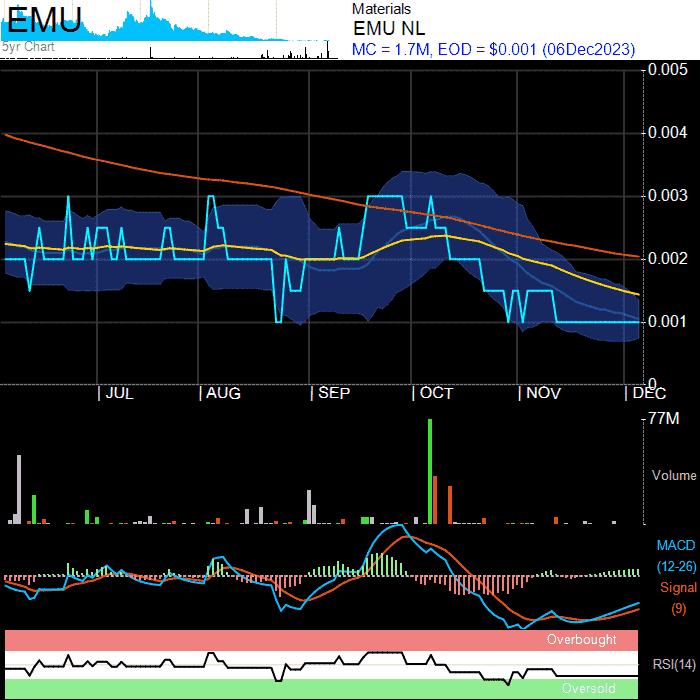 EMU
5yr Chart
Materials
EMU NL
MC = 1.7M, EOD = $0.001 (06Dec2023)
0.005
0.004
0.003
0.002
0.001
0
| JUL | AUG | SEP | OCT | NOV | DEC
77M
Volume
MACD
(12-26)
Signal
(9)
Overbought
RSI(14)
Oversold